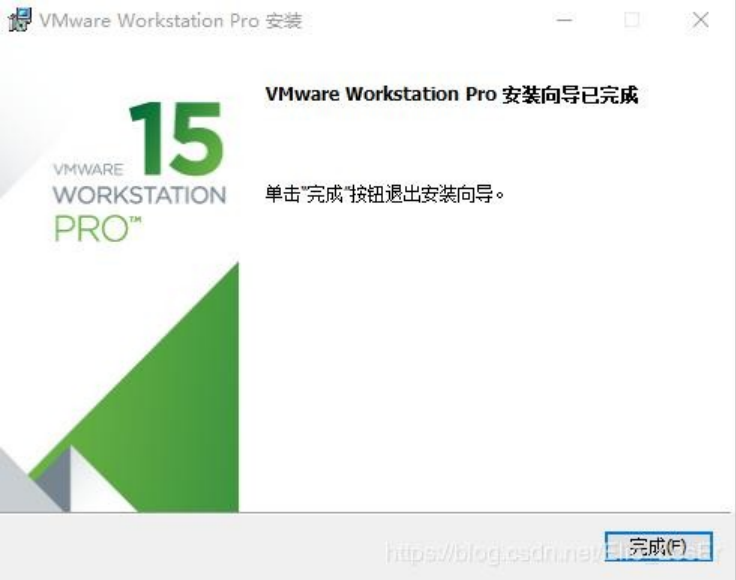 VMware Workstation Pro 安装
VMware Workstation Pro 安装向导已完成
15
VMWARE
WORKSTATION
PRO™
单击“完成”按钮退出安装向导。
完成(F)
https://blog.csdn.net/